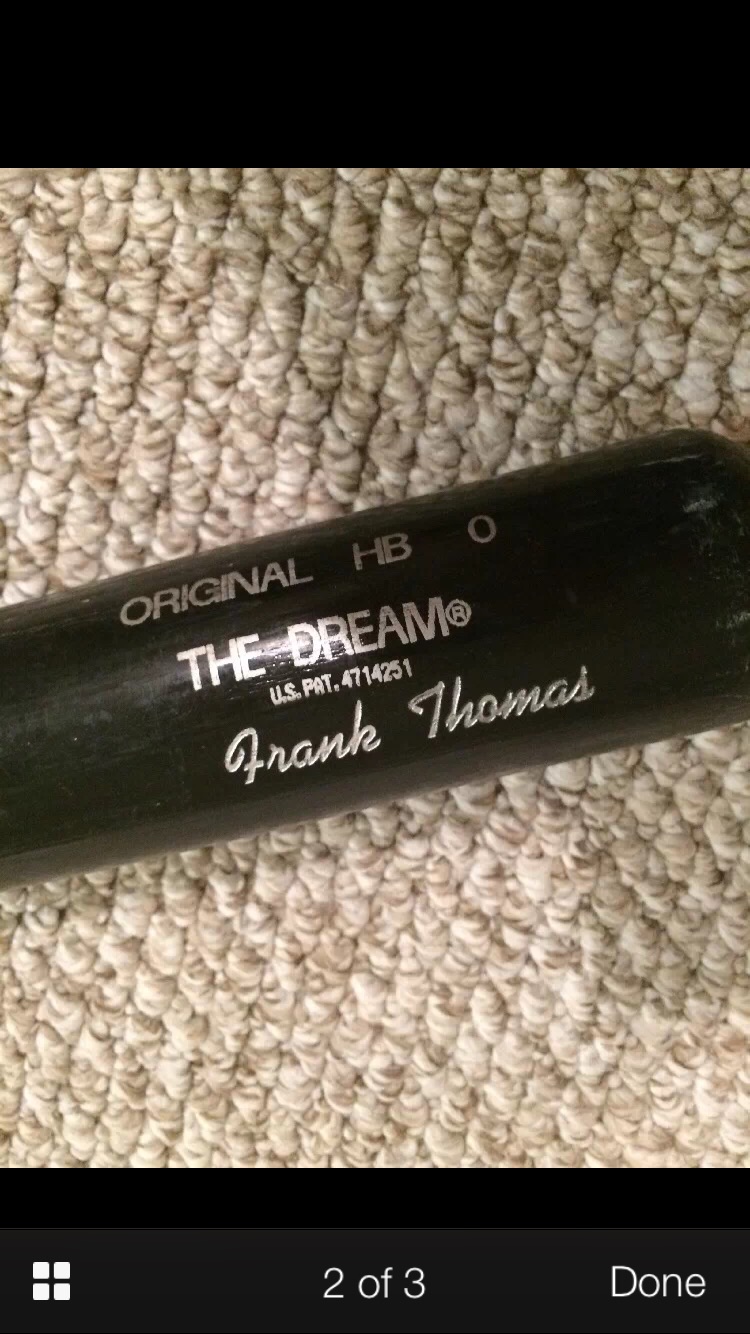 ORIGINAL HB O
THE DREAM®
U.S. PAT. 4714251
Frank Thomas
2 of 3 Done